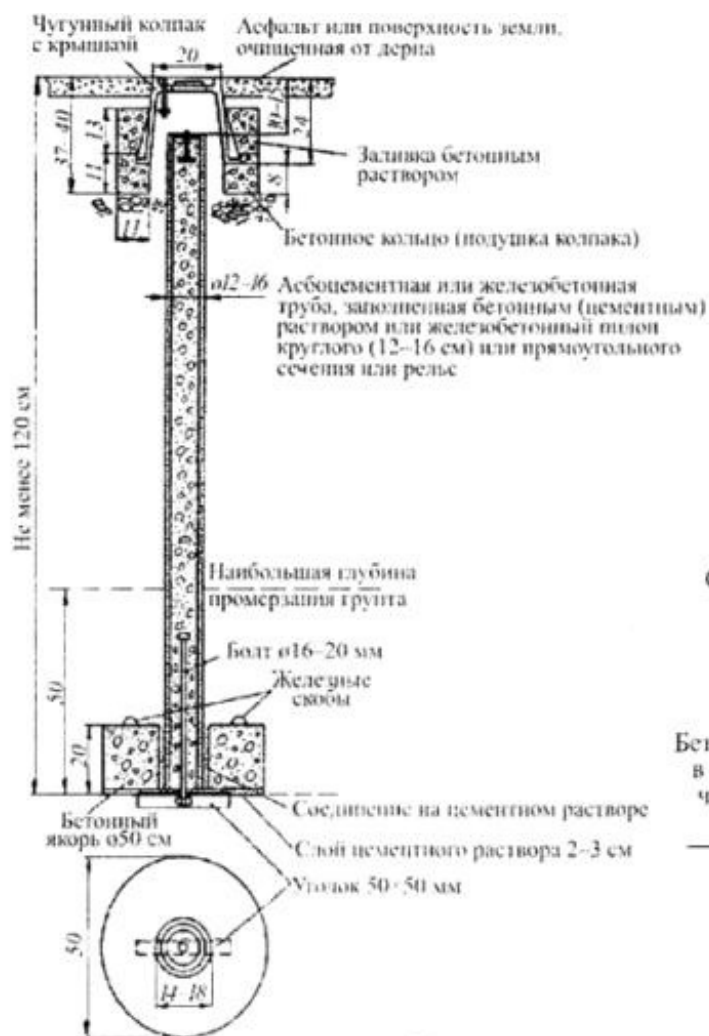 Чугунный колпак
с крышкой
Асфальт или поверхность земли,
очищенная от дерна
20
10–12
24
37–40
13
11
8
11
Заливка бетонным
раствором
Бетонное кольцо (подушка колпака)
ø12–16
Асбоцементная или железобетонная
труба, заполненная бетонным (цементным)
раствором или железобетонный пилон
круглого (12–16 см) или прямоугольного
сечения или рельс
Не менее 120 см
Наибольшая глубина
промерзания грунта
Болт ø16–20 мм
Железные
скобы
50
20
Бетонный
якорь ø50 см
Соединение на цементном растворе
Слой цементного раствора 2–3 см
Уголок 50×50 мм
50
14–18
в